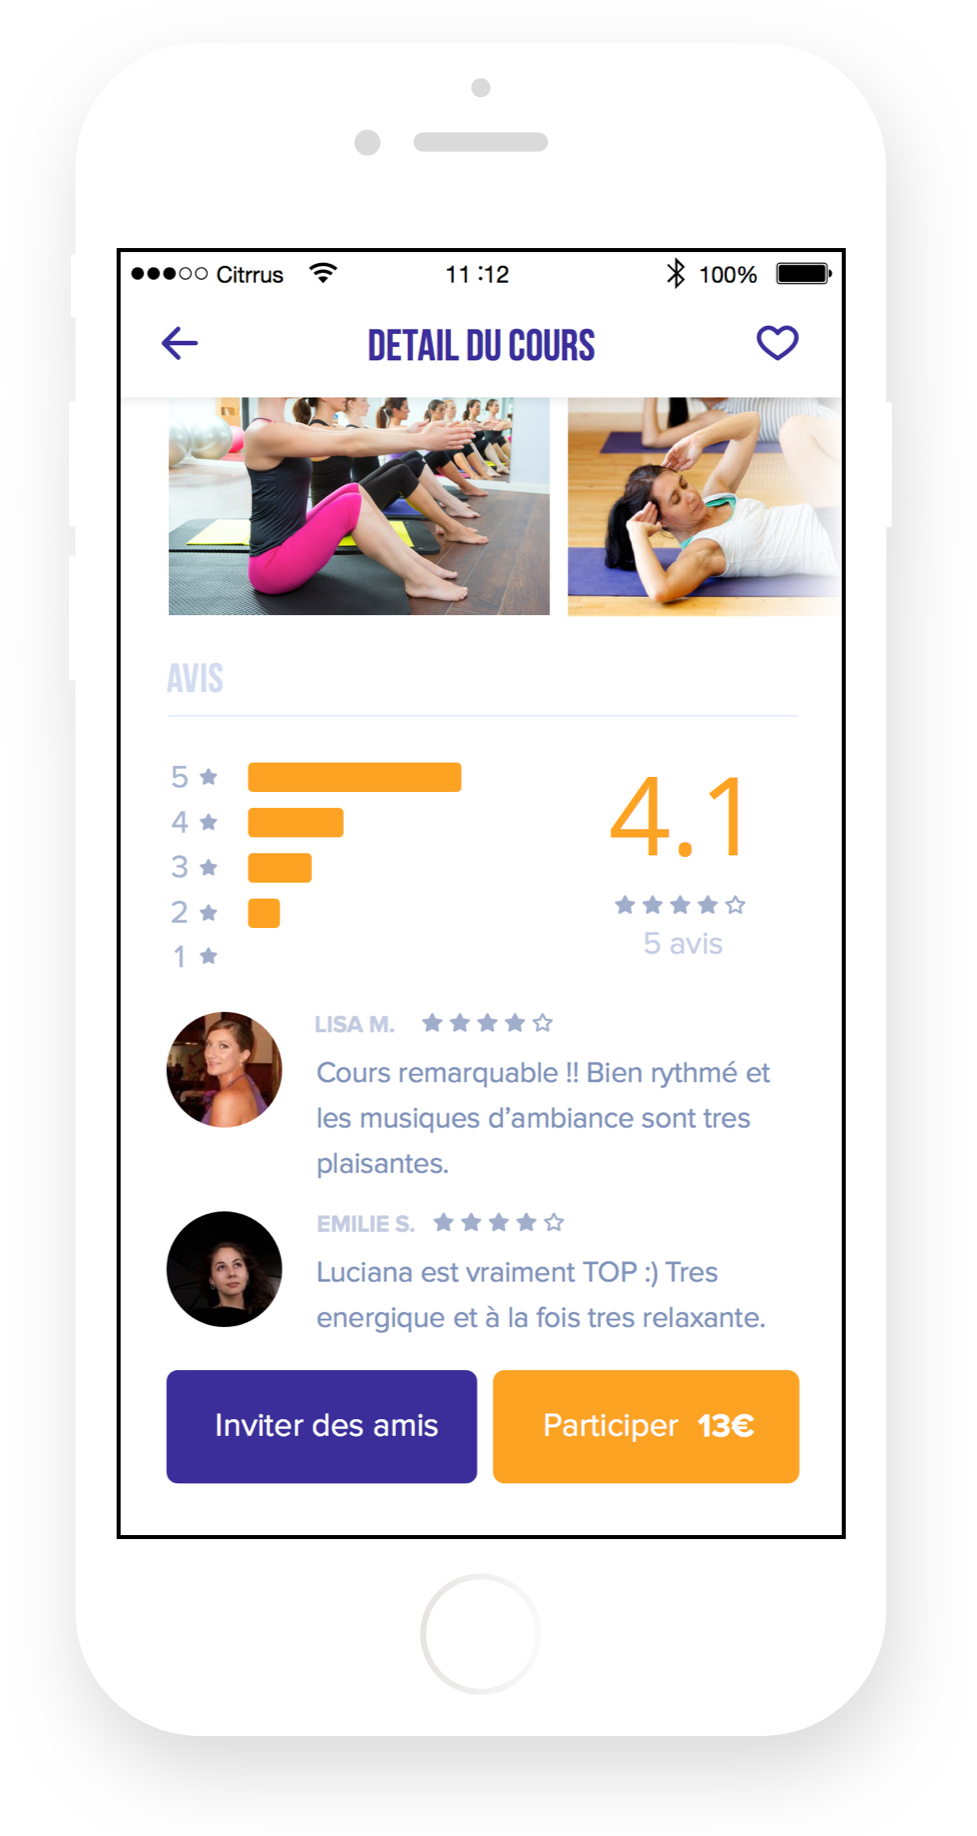 Citrrus 11 :12 100%
DETAIL DU COURS
AVIS
5
4
3
2
1
4.1
5 avis
LISA M.
Cours remarquable !! Bien rythmé et
les musiques d’ambiance sont tres
plaisantes.
EMILIE S.
Luciana est vraiment TOP :) Tres
energique et à la fois tres relaxante.
Inviter des amis
Participer 13€